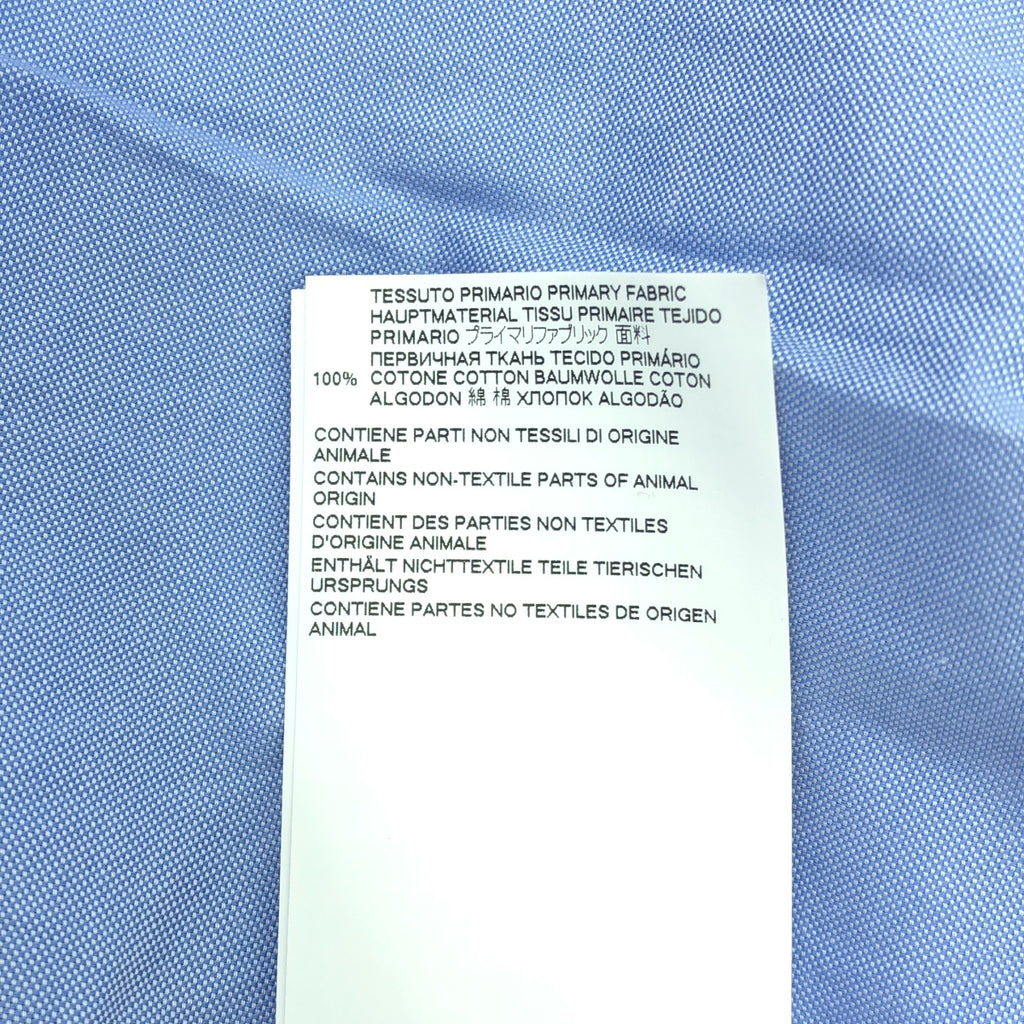 TESSUTO PRIMARIO PRIMARY FABRIC
HAUPTMATERIAL TISSU PRIMAIRE TEJIDO
PRIMARIO プライマリファブリック 面料
ПЕРВИЧНАЯ ТКАНЬ TECIDO PRIMÁRIO
100% COTONE COTTON BAUMWOLLE COTON
ALGODON 綿 棉 ХЛОПОК ALGODÃO
CONTIENE PARTI NON TESSILI DI ORIGINE
ANIMALE
CONTAINS NON-TEXTILE PARTS OF ANIMAL
ORIGIN
CONTIENT DES PARTIES NON TEXTILES
D'ORIGINE ANIMALE
ENTHÄLT NICHTTEXTILE TEILE TIERISCHEN
URSPRUNGS
CONTIENE PARTES NO TEXTILES DE ORIGEN
ANIMAL